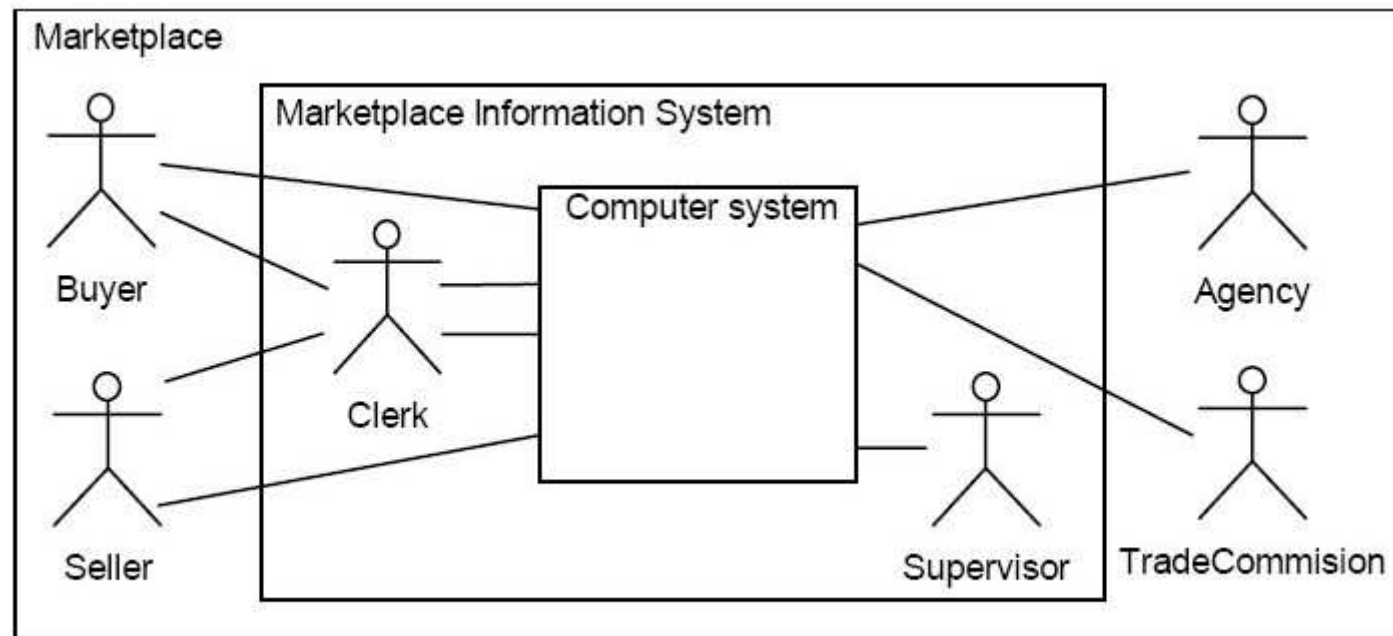 Marketplace
Marketplace Information System
Computer system
Buyer
Agency
Clerk
Seller
Supervisor
TradeCommision